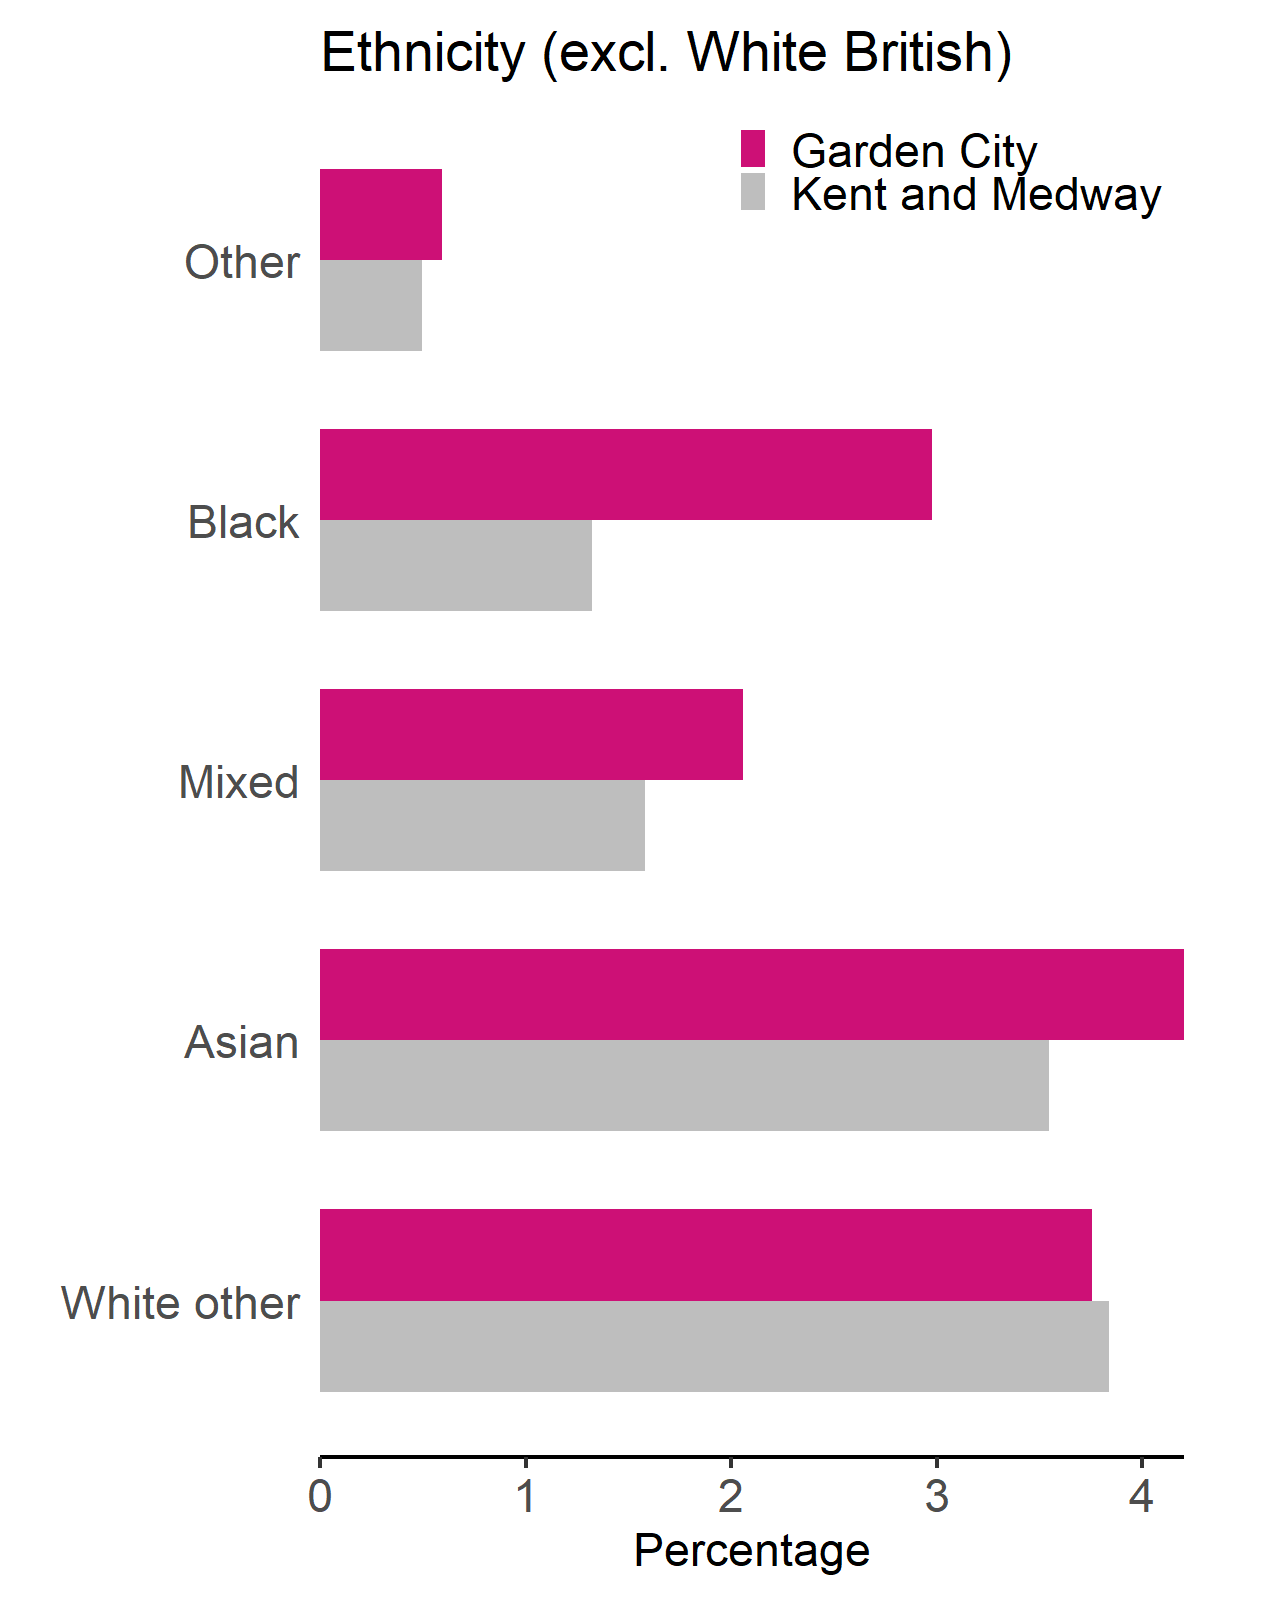 Ethnicity (excl. White British)
Garden City
Kent and Medway
Other
Black
Mixed
Asian
White other
0 1 2 3 4
Percentage